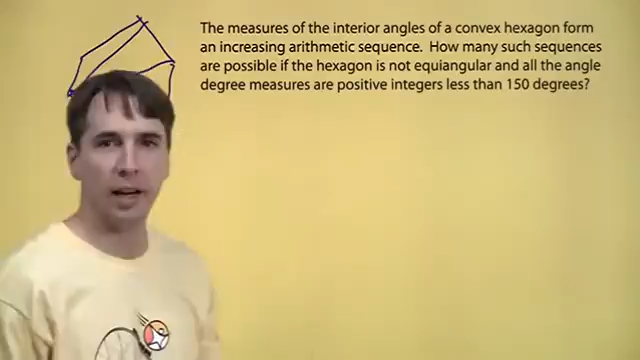 The measures of the interior angles of a convex hexagon form
an increasing arithmetic sequence. How many such sequences
are possible if the hexagon is not equiangular and all the angle
degree measures are positive integers less than 150 degrees?